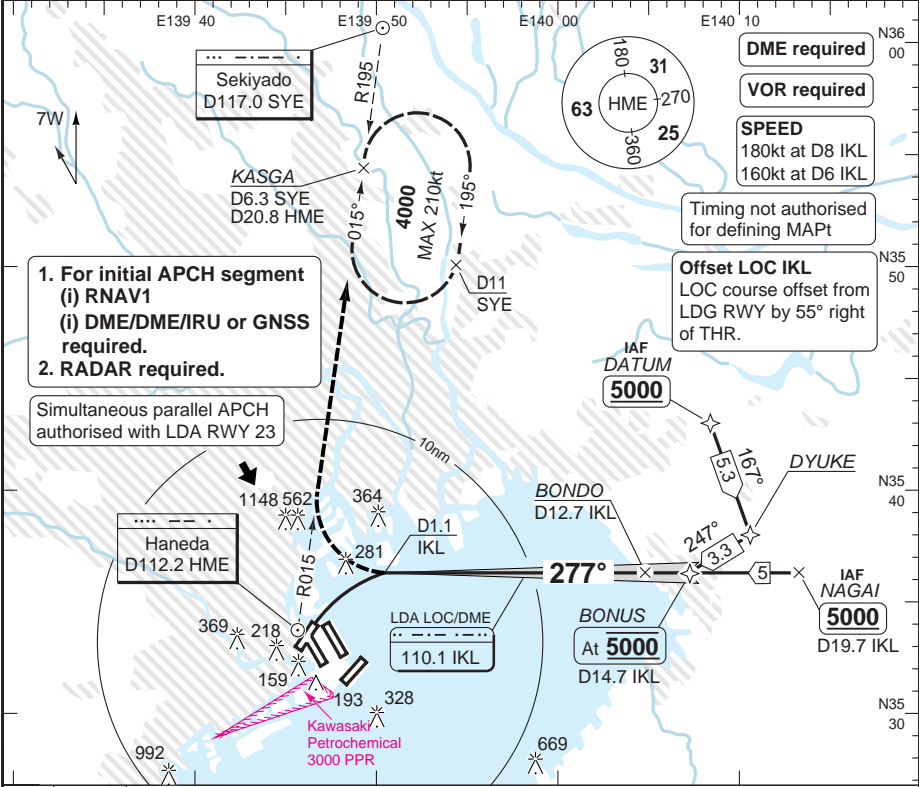 E139 40
E139 50
E140 00
E140 10
N36
00
··· −··− ·
Sekiyado
D117.0 SYE
R195
180
31
HME
270
63
25
360
DME required
VOR required
SPEED
180kt at D8 IKL
160kt at D6 IKL
7W
KASGA
D6.3 SYE
D20.8 HME
015°
4000
MAX 210kt
195°
Timing not authorised
for defining MAPt
N35
50
D11
SYE
Offset LOC IKL
LOC course offset from
LDG RWY by 55° right
of THR.
1. For initial APCH segment
(i) RNAV1
(i) DME/DME/IRU or GNSS
required.
2. RADAR required.
IAF
DATUM
5000
Simultaneous parallel APCH
authorised with LDA RWY 23
10nm
5.3
167°
DYUKE
N35
40
1148
562
364
BONDO
D12.7 IKL
247°
3.3
Haneda
D112.2 HME
R015
281
D1.1
IKL
277°
5
IAF
NAGAI
5000
D19.7 IKL
BONUS
At 5000
D14.7 IKL
LDA LOC/DME
110.1 IKL
369
218
159
193
328
N35
30
Kawasaki
Petrochemical
3000 PPR
992
669